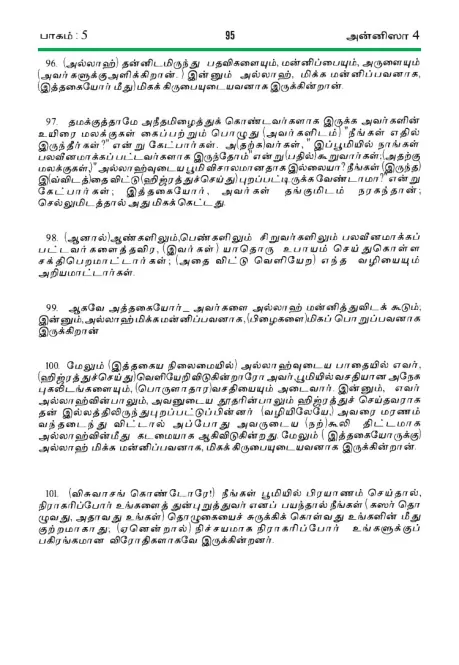 பாகம் : 5 95 அன்னிஸா 4
96. (அல்லாஹ்) தன்னிடமிருந்து பதவிகளையும், மன்னிப்பையும், அருளையும்
(அவர்களுக்குஅளிக்கிறான். ) இன்னும் அல்லாஹ், மிக்க மன்னிப்பவனாக,
(இத்தகையோர் மீது) மிகக் கிருபையுடையவனாக இருக்கின்றான்.
97. தமக்குத்தாமே அநீதமிழைத்துக் கொண்டவர்களாக இருக்க அவர்களின்
உயிரை மலக்குகள் கைப்பற்றும் பொழுது (அவர்களிடம்) "நீங்கள் எதில்
இருந்தீர்கள்?" என்று கேட்பார்கள். அ(தற்க)வர்கள், " இப்பூமியில் நாங்கள்
பலவீனமாக்கப்பட்டவர்களாக இருந்தோம்" என்று (பதில்) கூறுவார்கள்; (அதற்கு
மலக்குகள்,)" அல்லாஹ்வுடைய பூமி விசாலமானதாக இல்லையா? நீங்கள் (இருந்த)
இ(வ்விடத்)தை விட்டு (ஹிஜ்ரத்துச்செய்து) புறப்பட்டிருக்கவேண்டாமா?" என்று
கேட்பார்கள்; இத்தகையோர், அவர்கள் தங்குமிடம் நரகந்தான்;
செல்லுமிடத்தால் அது மிகக்கெட்டது.
98. (ஆனால்)ஆண்களிலும்,பெண்களிலும் சிறுவர்களிலும் பலவீனமாக்கப்
பட்டவர்களைத்தவிர, (இவர்கள்) யாதொரு உபாயம் செய்துகொள்ள
சக்திபெறமாட்டார்கள்; (அதை விட்டு வெளியேற) எந்த வழியையும்
அறியமாட்டார்கள்.
99. ஆகவே அத்தகையோர்_ அவர்களை அல்லாஹ் மன்னித்துவிடக் கூடும்;
இன்னும்,அல்லாஹ் மிக்க மன்னிப்பவனாக, (பிழைகளை)மிகப் பொறுப்பவனாக
இருக்கிறான்
100. மேலும் (இத்தகைய நிலைமையில்) அல்லாஹ்வுடைய பாதையில் எவர்,
(ஹிஜ்ரத்துச்செய்து)வெளியேறிவிடுகின்றாரோ அவர்,பூமியில் வசதியான அநேக
புகலிடங்களையும், (பொருளாதார)வசதியையும் அடைவார். இன்னும், எவர்
அல்லாஹ்வின்பாலும், அவனுடைய தூதரின்பாலும் ஹிஜ்ரத்துச் செய்தவராக
தன் இல்லத்திலிருந்து புறப்பட்டுப்பின்னர் (வழியிலேயே,) அவரை மரணம்
வந்தடைந்து விட்டால் அப்போது அவருடைய (நற்)கூலி திட்டமாக
அல்லாஹ்வின்மீது கடமையாக ஆகிவிடுகின்றது. மேலும் ( இத்தகையோருக்கு)
அல்லாஹ் மிக்க மன்னிப்பவனாக, மிகக்கிருபையுடையவனாக இருக்கின்றான்.
101. (விசுவாசங் கொண்டோரே!) நீங்கள் பூமியில் பிரயாணம் செய்தால்,
நிராகரிப்போர் உங்களைத் துன்புறுத்துவர் எனப் பயந்தால் நீங்கள் ( கஸர் தொ
ழுவது, அதாவது உங்கள்) தொழுகையைச் சுருக்கிக் கொள்வது உங்களின் மீது
குற்றமாகாது; (ஏனென்றால்) நிச்சயமாக நிராகரிப்போர் உங்களுக்குப்
பகிரங்கமான விரோதிகளாகவே இருக்கின்றனர்.